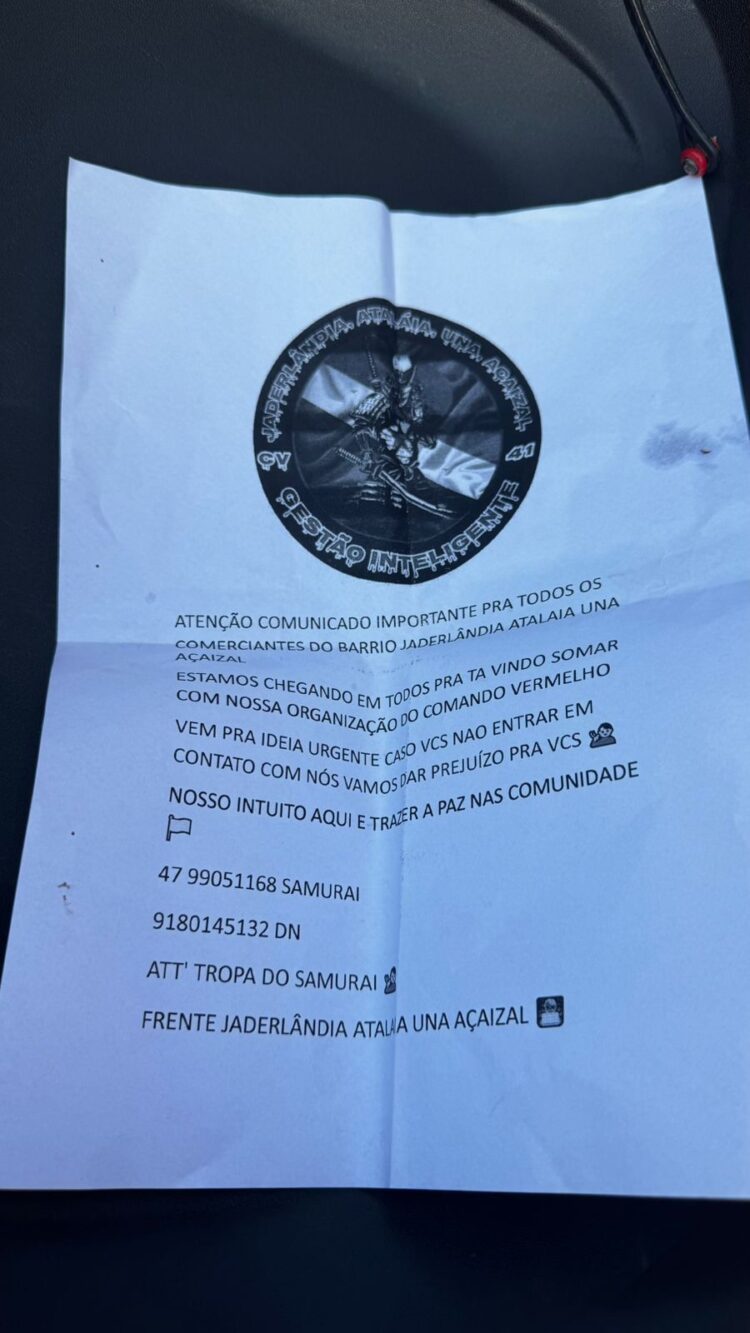 JADERLÂNDIA, ATALÁIA, UNA, AÇAIZAL
CV 41
GESTÃO INTELIGENTE
ATENÇÃO COMUNICADO IMPORTANTE PRA TODOS OS
COMERCIANTES DO BARRIO JADERLÂNDIA ATALAIA UNA
AÇAIZAL
ESTAMOS CHEGANDO EM TODOS PRA TA VINDO SOMAR
COM NOSSA ORGANIZAÇÃO DO COMANDO VERMELHO
VEM PRA IDEIA URGENTE CASO VCS NAO ENTRAR EM
CONTATO COM NÓS VAMOS DAR PREJUÍZO PRA VCS
NOSSO INTUITO AQUI E TRAZER A PAZ NAS COMUNIDADE
47 99051168 SAMURAI
9180145132 DN
ATT' TROPA DO SAMURAI
FRENTE JADERLÂNDIA ATALAIA UNA AÇAIZAL